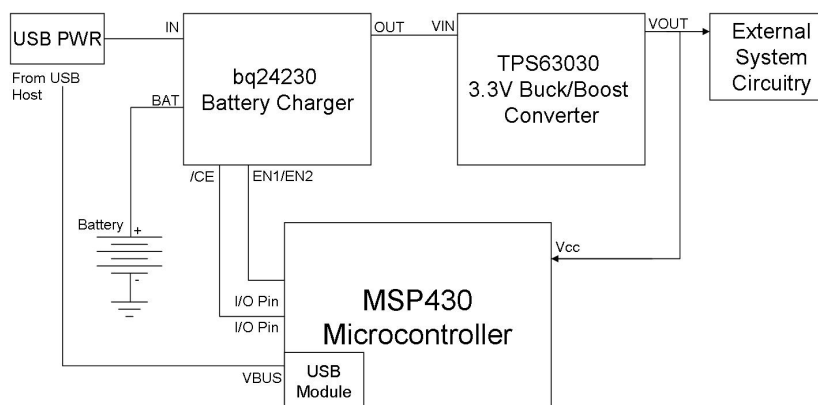 USB PWR
From USB
Host
IN
bq24230
Battery Charger
BAT
OUT
VIN
TPS63030
3.3V Buck/Boost
Converter
VOUT
External
System
Circuitry
/CE
EN1/EN2
Battery
+
-
Vcc
MSP430
Microcontroller
I/O Pin
I/O Pin
VBUS
USB
Module